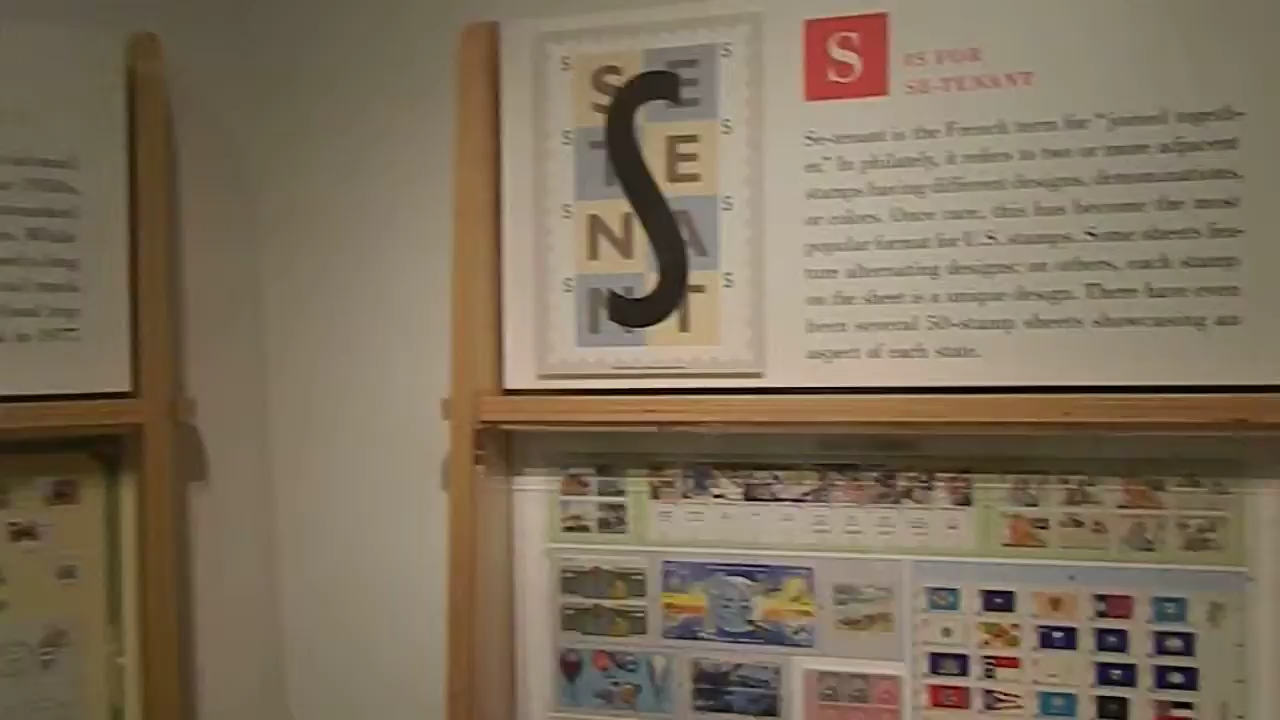 S E
T E
N A
N T
S
S
S
S
S
S
S
S
S
S
IS FOR
SE-TENANT
Se-tenant is the French term for "joined togeth-
er." In philately, it refers to two or more adjacent
stamps having different designs, denominations,
or colors. Once rare, this has become the most
popular format for U.S. stamps. Some sheets fea-
ture alternating designs; on others, each stamp
on the sheet is a unique design. There have even
been several 50-stamp sheets showcasing an
aspect of each state.
in 1977.